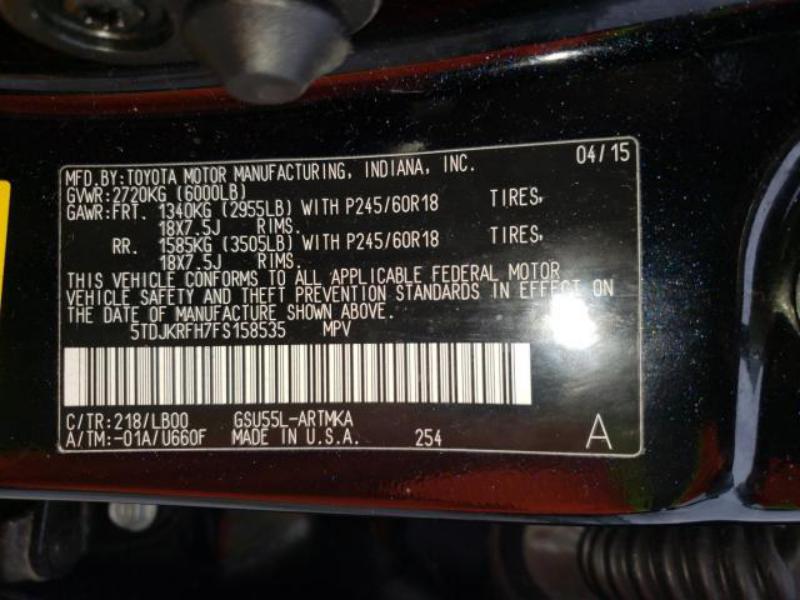 MFD.BY:TOYOTA MOTOR MANUFACTURING, INDIANA, INC. 04/15
GVWR:2720KG (6000LB)
GAWR:FRT. 1340KG (2955LB) WITH P245/60R18 TIRES,
18X7.5J RIMS.
RR. 1585KG (3505LB) WITH P245/60R18 TIRES,
18X7.5J RIMS.
THIS VEHICLE CONFORMS TO ALL APPLICABLE FEDERAL MOTOR
VEHICLE SAFETY AND THEFT PREVENTION STANDARDS IN EFFECT ON
THE DATE OF MANUFACTURE SHOWN ABOVE.
5TDJKRFH7FS158535 MPV
C/TR:218/LB00 GSU55L-ARTMKA
A/TM:-01A/U660F MADE IN U.S.A. 254 A